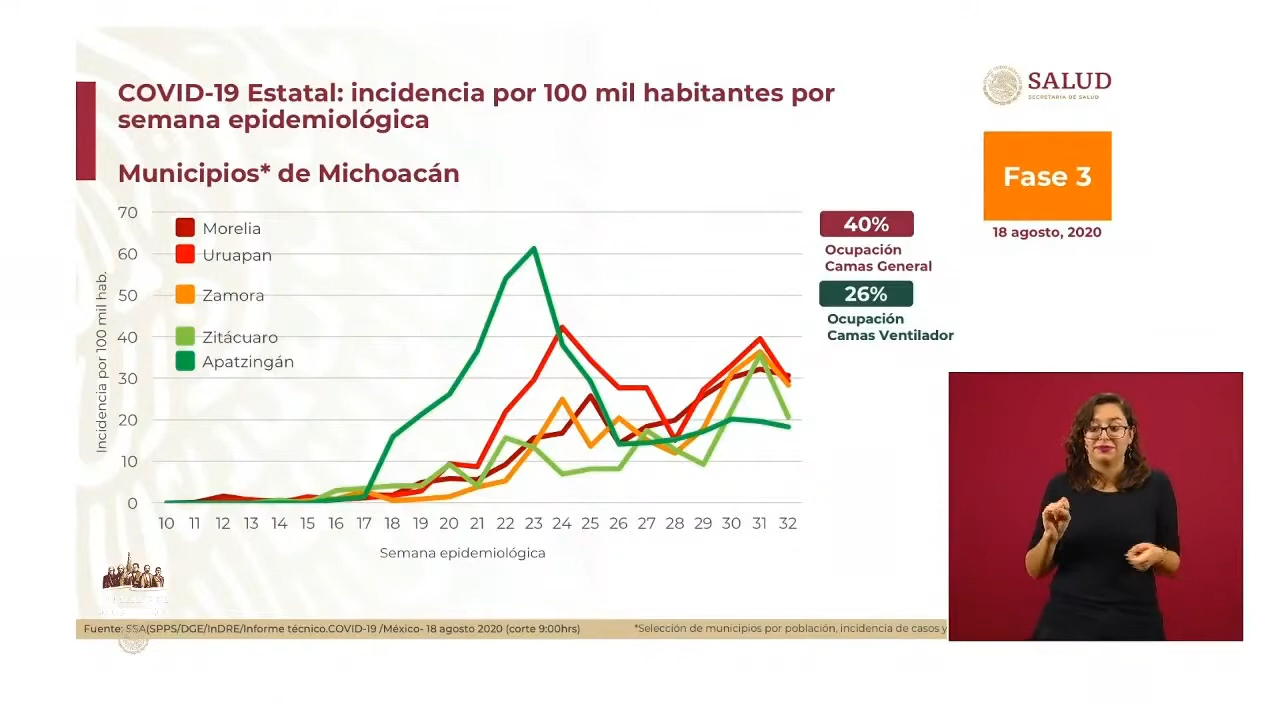 COVID-19 Estatal: incidencia por 100 mil habitantes por
semana epidemiológica
Municipios* de Michoacán
SALUD
SECRETARÍA DE SALUD
Fase 3
18 agosto, 2020
40%
Ocupación
Camas General
26%
Ocupación
Camas Ventilador
Incidencia por 100 mil hab.
70
60
50
40
30
20
10
0
Morelia
Uruapan
Zamora
Zitácuaro
Apatzingán
10 11 12 13 14 15 16 17 18 19 20 21 22 23 24 25 26 27 28 29 30 31 32
Semana epidemiológica
Fuente: SSA(SPPS/DGE/InDRE/Informe técnico.COVID-19 /México- 18 agosto 2020 (corte 9:00hrs)
*Selección de municipios por población, incidencia de casos y